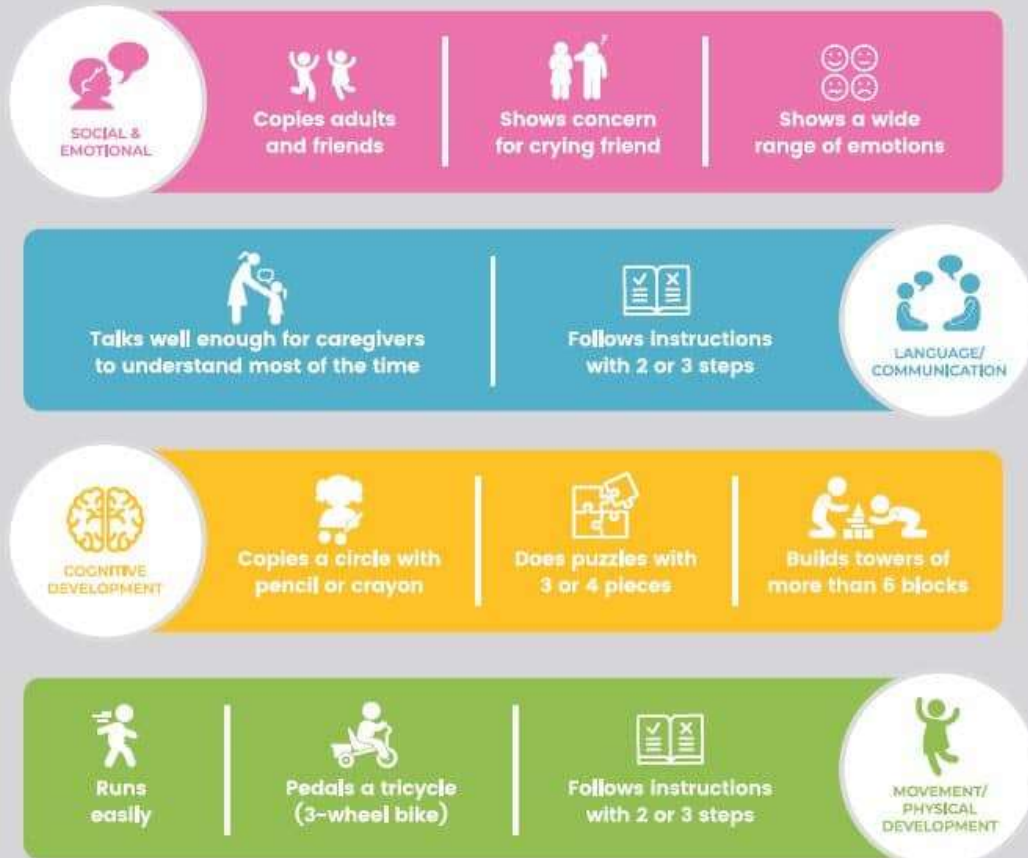 SOCIAL &
EMOTIONAL
Copies adults
and friends
Shows concern
for crying friend
Shows a wide
range of emotions
Talks well enough for caregivers
to understand most of the time
Follows instructions
with 2 or 3 steps
LANGUAGE/
COMMUNICATION
COGNITIVE
DEVELOPMENT
Copies a circle with
pencil or crayon
Does puzzles with
3 or 4 pieces
Builds towers of
more than 6 blocks
Runs
easily
Pedals a tricycle
(3-wheel bike)
Follows instructions
with 2 or 3 steps
MOVEMENT/
PHYSICAL
DEVELOPMENT